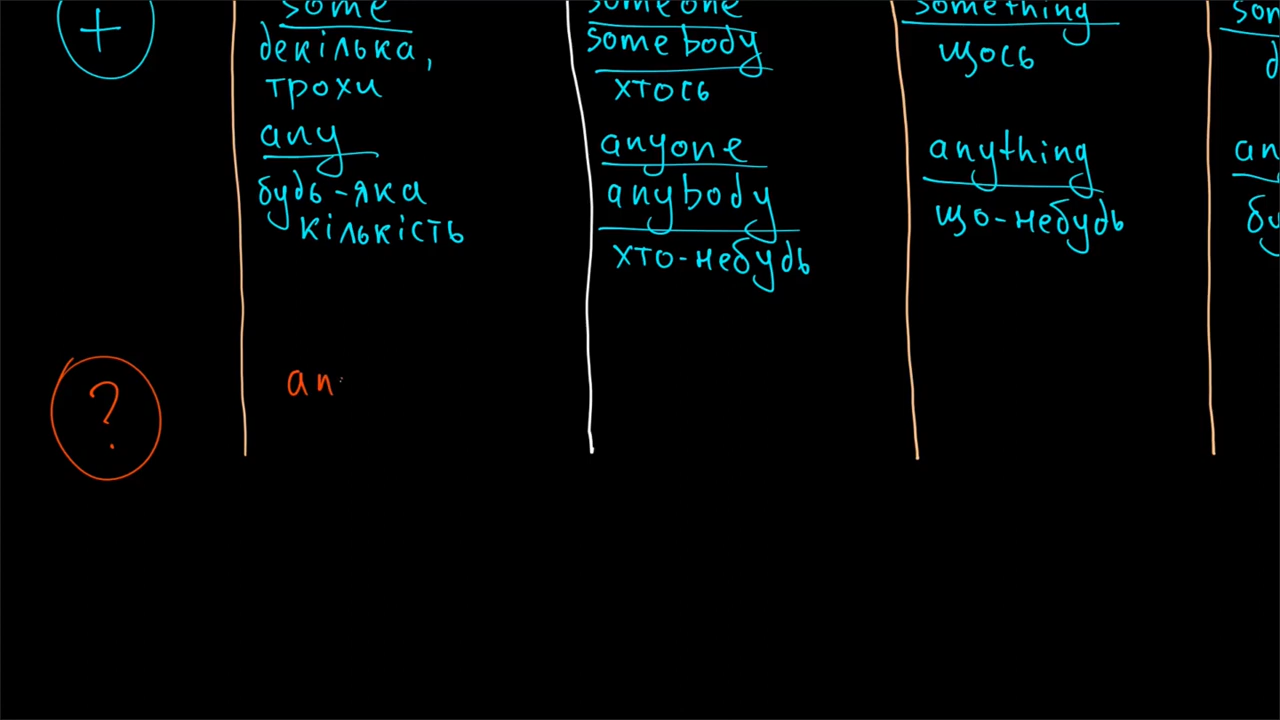 +
some
декілька,
трохи
any
будь-яка
кількість
someone
somebody
хтось
anyone
anybody
хто-небудь
something
щось
anything
що-небудь
?
an